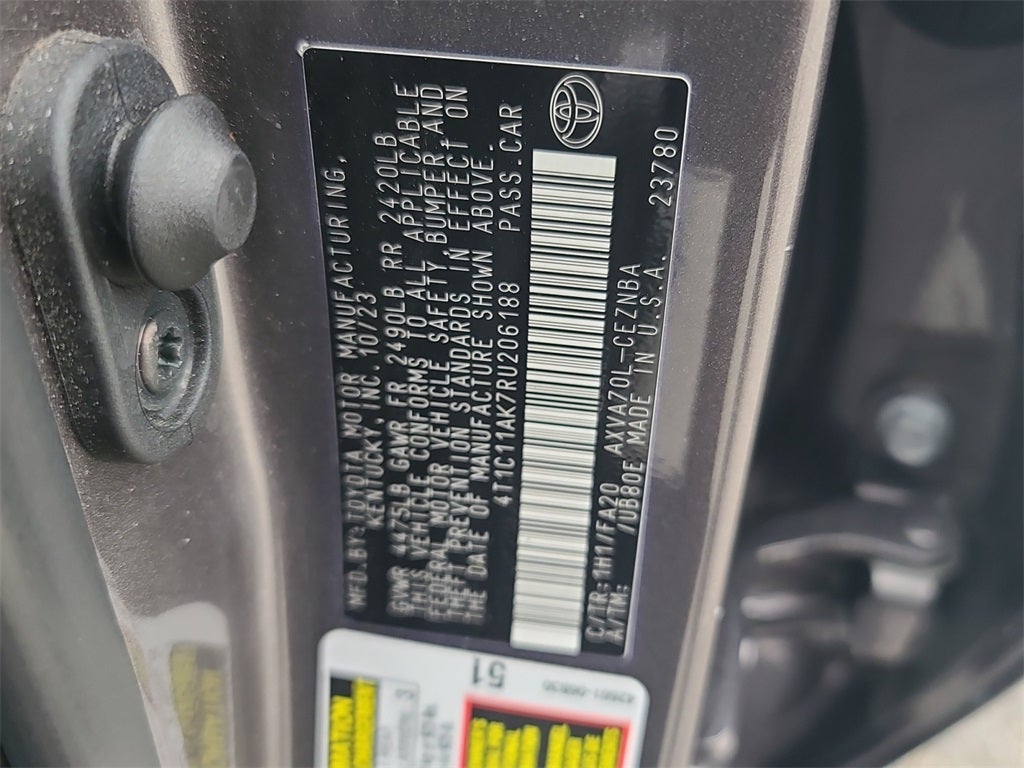 MFD.BY:TOYOTA MOTOR MANUFACTURING,
KENTUCKY,INC. 10/23
GVWR 4475LB GAWR FR 2490LB RR 2420LB
THIS VEHICLE CONFORMS TO ALL APPLICABLE
FEDERAL MOTOR VEHICLE SAFETY,BUMPER,AND
THEFT PREVENTION STANDARDS IN EFFECT ON
THE DATE OF MANUFACTURE SHOWN ABOVE.
4T1C11AK7RU206188 PASS.CAR
C/TR:1H1/FA20 AXVA70L-CEZNBA
A/TM: /UB80E MADE IN U.S.A. 23780
51